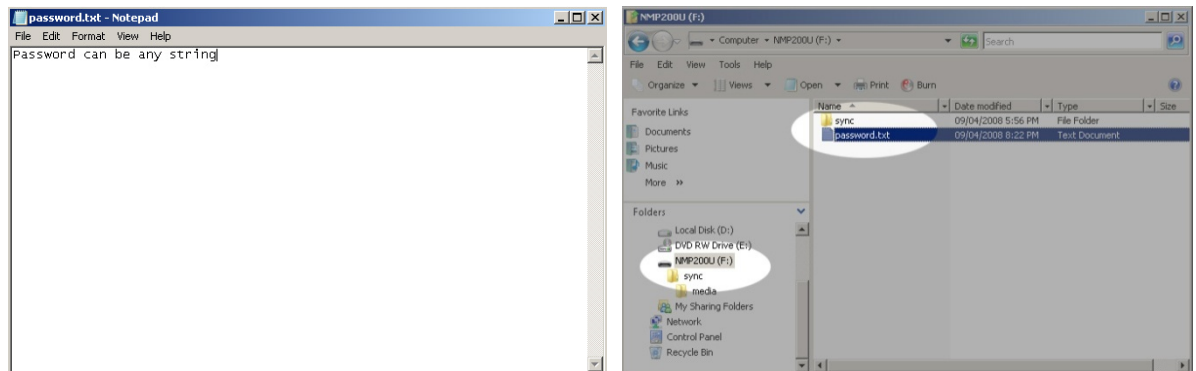 password.txt - Notepad
File Edit Format View Help
Password can be any string
NMP200U (F:)
Computer NMP200U (F:)
Search
File Edit View Tools Help
Organize Views Open Print Burn
Favorite Links
Documents
Pictures
Music
More »
Folders
Local Disk (D:)
DVD RW Drive (E:)
NMP200U (F:)
sync
media
My Sharing Folders
Network
Control Panel
Recycle Bin
Name Date modified Type Size
sync 09/04/2008 5:56 PM File Folder
password.txt 09/04/2008 8:22 PM Text Document